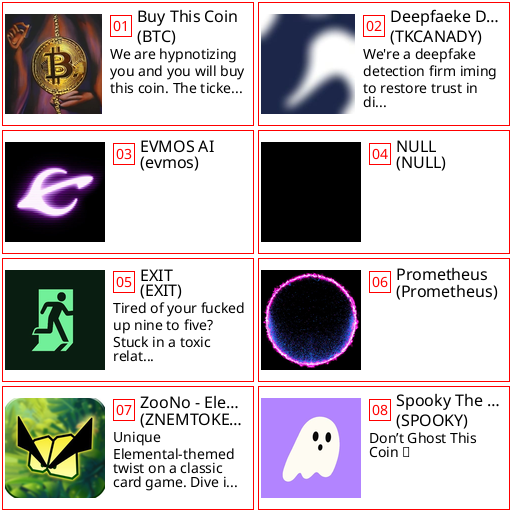 01
Buy This Coin
(BTC)
We are hypnotizing
you and you will buy
this coin. The ticke...
02
Deepfaeke D...
(TKCANADY)
We're a deepfake
detection firm iming
to restore trust in
di...
03
EVMOS AI
(evmos)
04
NULL
(NULL)
05
EXIT
(EXIT)
Tired of your fucked
up nine to five?
Stuck in a toxic
relat...
06
Prometheus
(Prometheus)
07
ZooNo - Ele...
(ZNEMTOKE...
Unique
Elemental-themed
twist on a classic
card game. Dive i...
08
Spooky The ...
(SPOOKY)
Don’t Ghost This
Coin